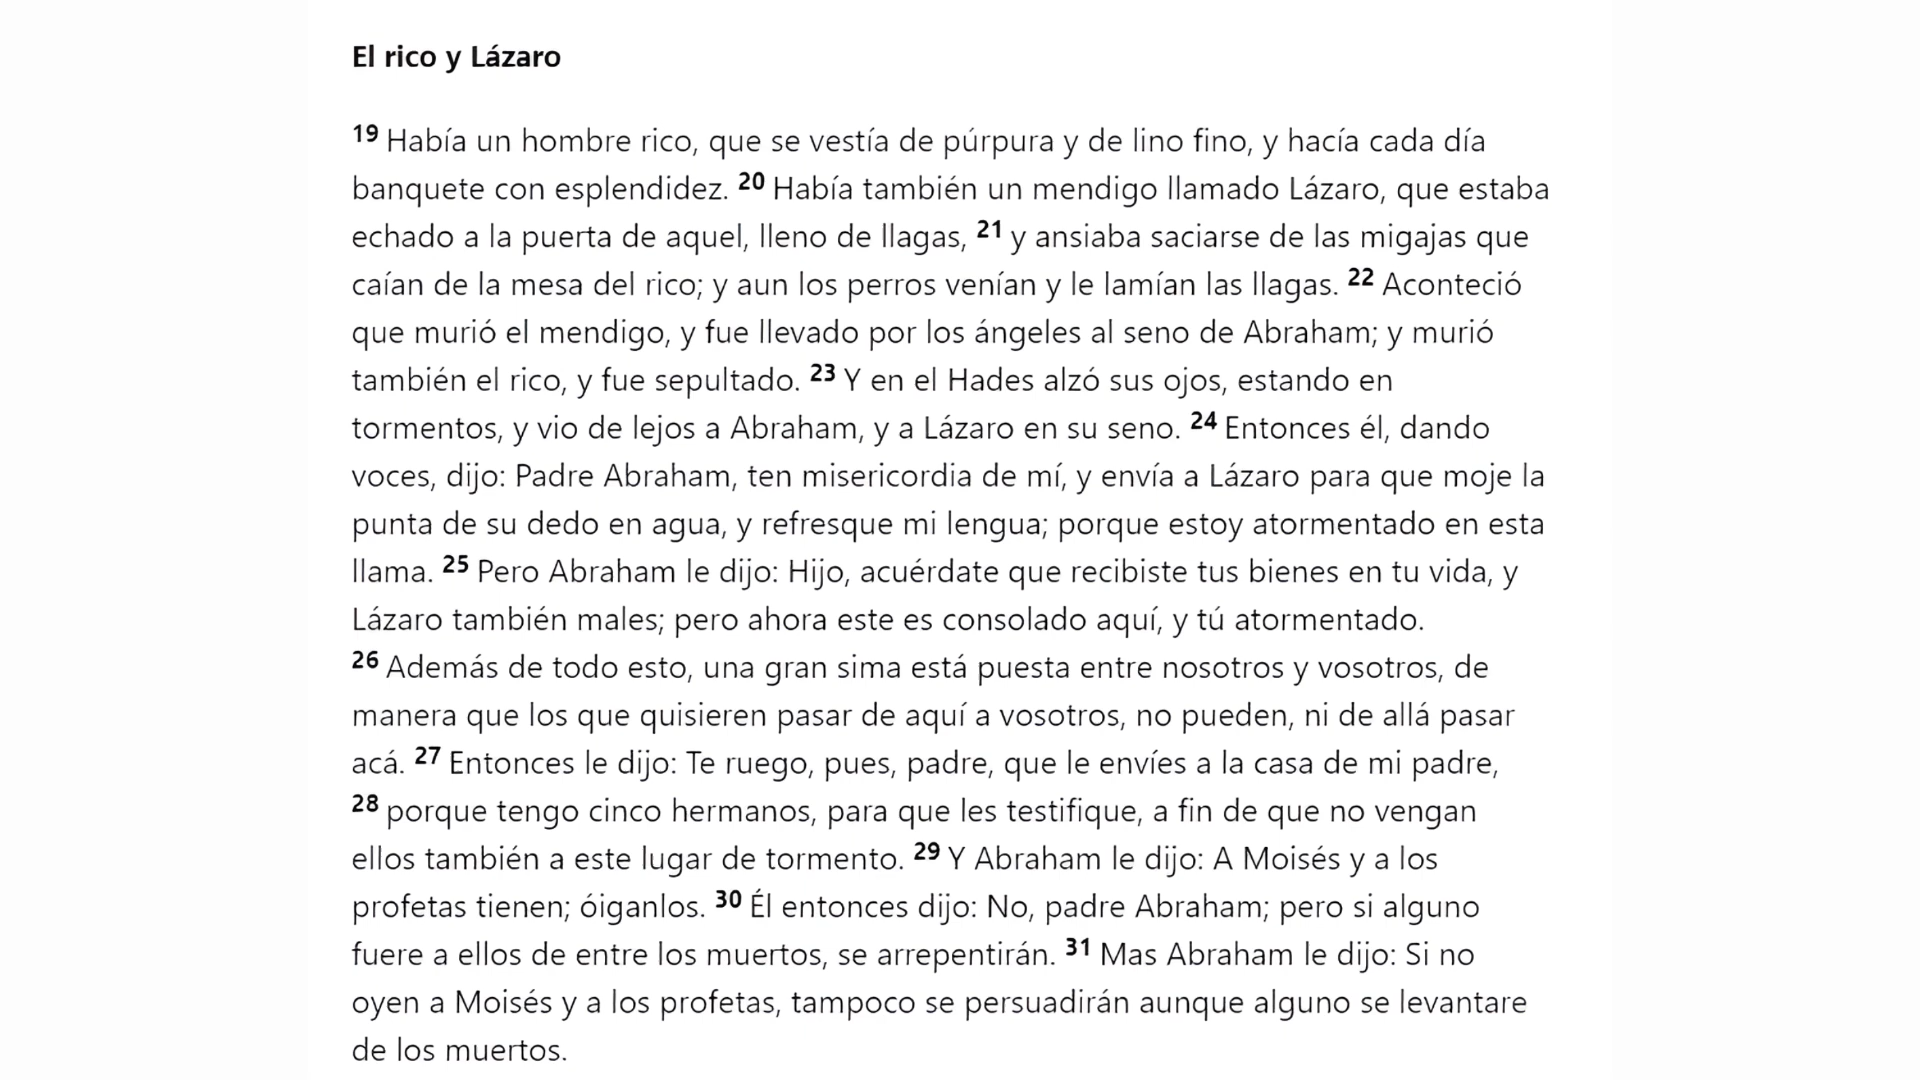 El rico y Lázaro
19 Había un hombre rico, que se vestía de púrpura y de lino fino, y hacía cada día
banquete con esplendidez. 20 Había también un mendigo llamado Lázaro, que estaba
echado a la puerta de aquel, lleno de llagas, 21 y ansiaba saciarse de las migajas que
caían de la mesa del rico; y aun los perros venían y le lamían las llagas. 22 Aconteció
que murió el mendigo, y fue llevado por los ángeles al seno de Abraham; y murió
también el rico, y fue sepultado. 23 Y en el Hades alzó sus ojos, estando en
tormentos, y vio de lejos a Abraham, y a Lázaro en su seno. 24 Entonces él, dando
voces, dijo: Padre Abraham, ten misericordia de mí, y envía a Lázaro para que moje la
punta de su dedo en agua, y refresque mi lengua; porque estoy atormentado en esta
llama. 25 Pero Abraham le dijo: Hijo, acuérdate que recibiste tus bienes en tu vida, y
Lázaro también males; pero ahora este es consolado aquí, y tú atormentado.
26 Además de todo esto, una gran sima está puesta entre nosotros y vosotros, de
manera que los que quisieren pasar de aquí a vosotros, no pueden, ni de allá pasar
acá. 27 Entonces le dijo: Te ruego, pues, padre, que le envíes a la casa de mi padre,
28 porque tengo cinco hermanos, para que les testifique, a fin de que no vengan
ellos también a este lugar de tormento. 29 Y Abraham le dijo: A Moisés y a los
profetas tienen; óiganlos. 30 Él entonces dijo: No, padre Abraham; pero si alguno
fuere a ellos de entre los muertos, se arrepentirán. 31 Mas Abraham le dijo: Si no
oyen a Moisés y a los profetas, tampoco se persuadirán aunque alguno se levantare
de los muertos.